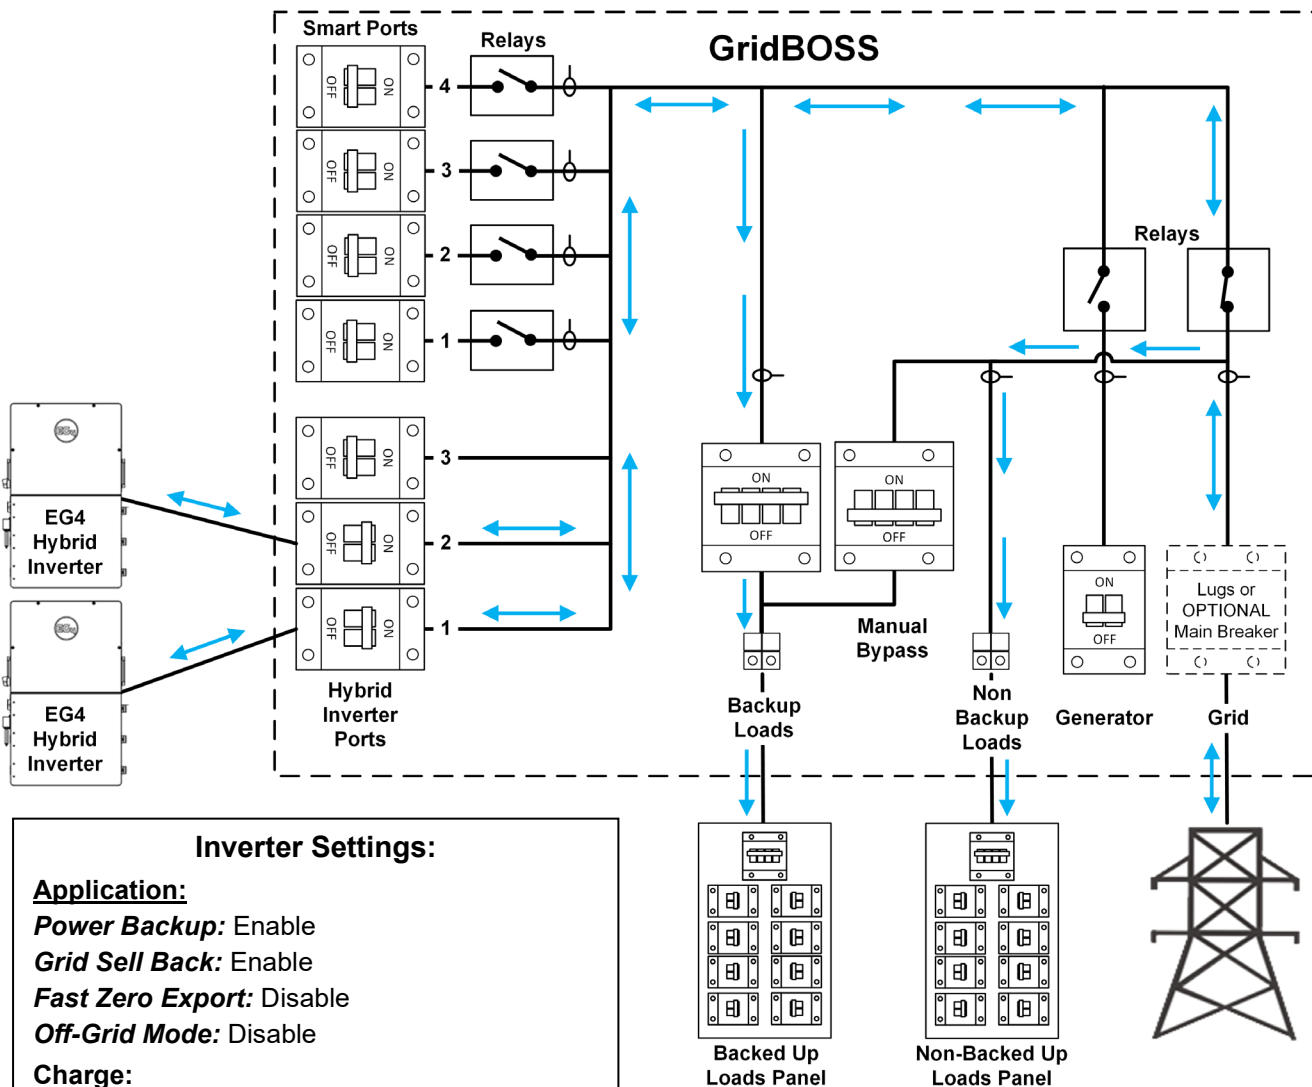 Smart Ports
Relays
GridBOSS
OFF
ON
4
OFF
ON
3
OFF
ON
2
OFF
ON
1
Relays
OFF
ON
3
OFF
ON
2
OFF
ON
1
Hybrid
Inverter
Ports
EG4
EG4
Hybrid
Inverter
EG4
EG4
Hybrid
Inverter
ON
OFF
ON
OFF
Manual
Bypass
ON
OFF
Lugs or
OPTIONAL
Main Breaker
Backup
Loads
Non
Backup
Loads
Generator
Grid
Inverter Settings:
Application:
Power Backup: Enable
Grid Sell Back: Enable
Fast Zero Export: Disable
Off-Grid Mode: Disable
Charge:
Backed Up
Loads Panel
Non-Backed Up
Loads Panel